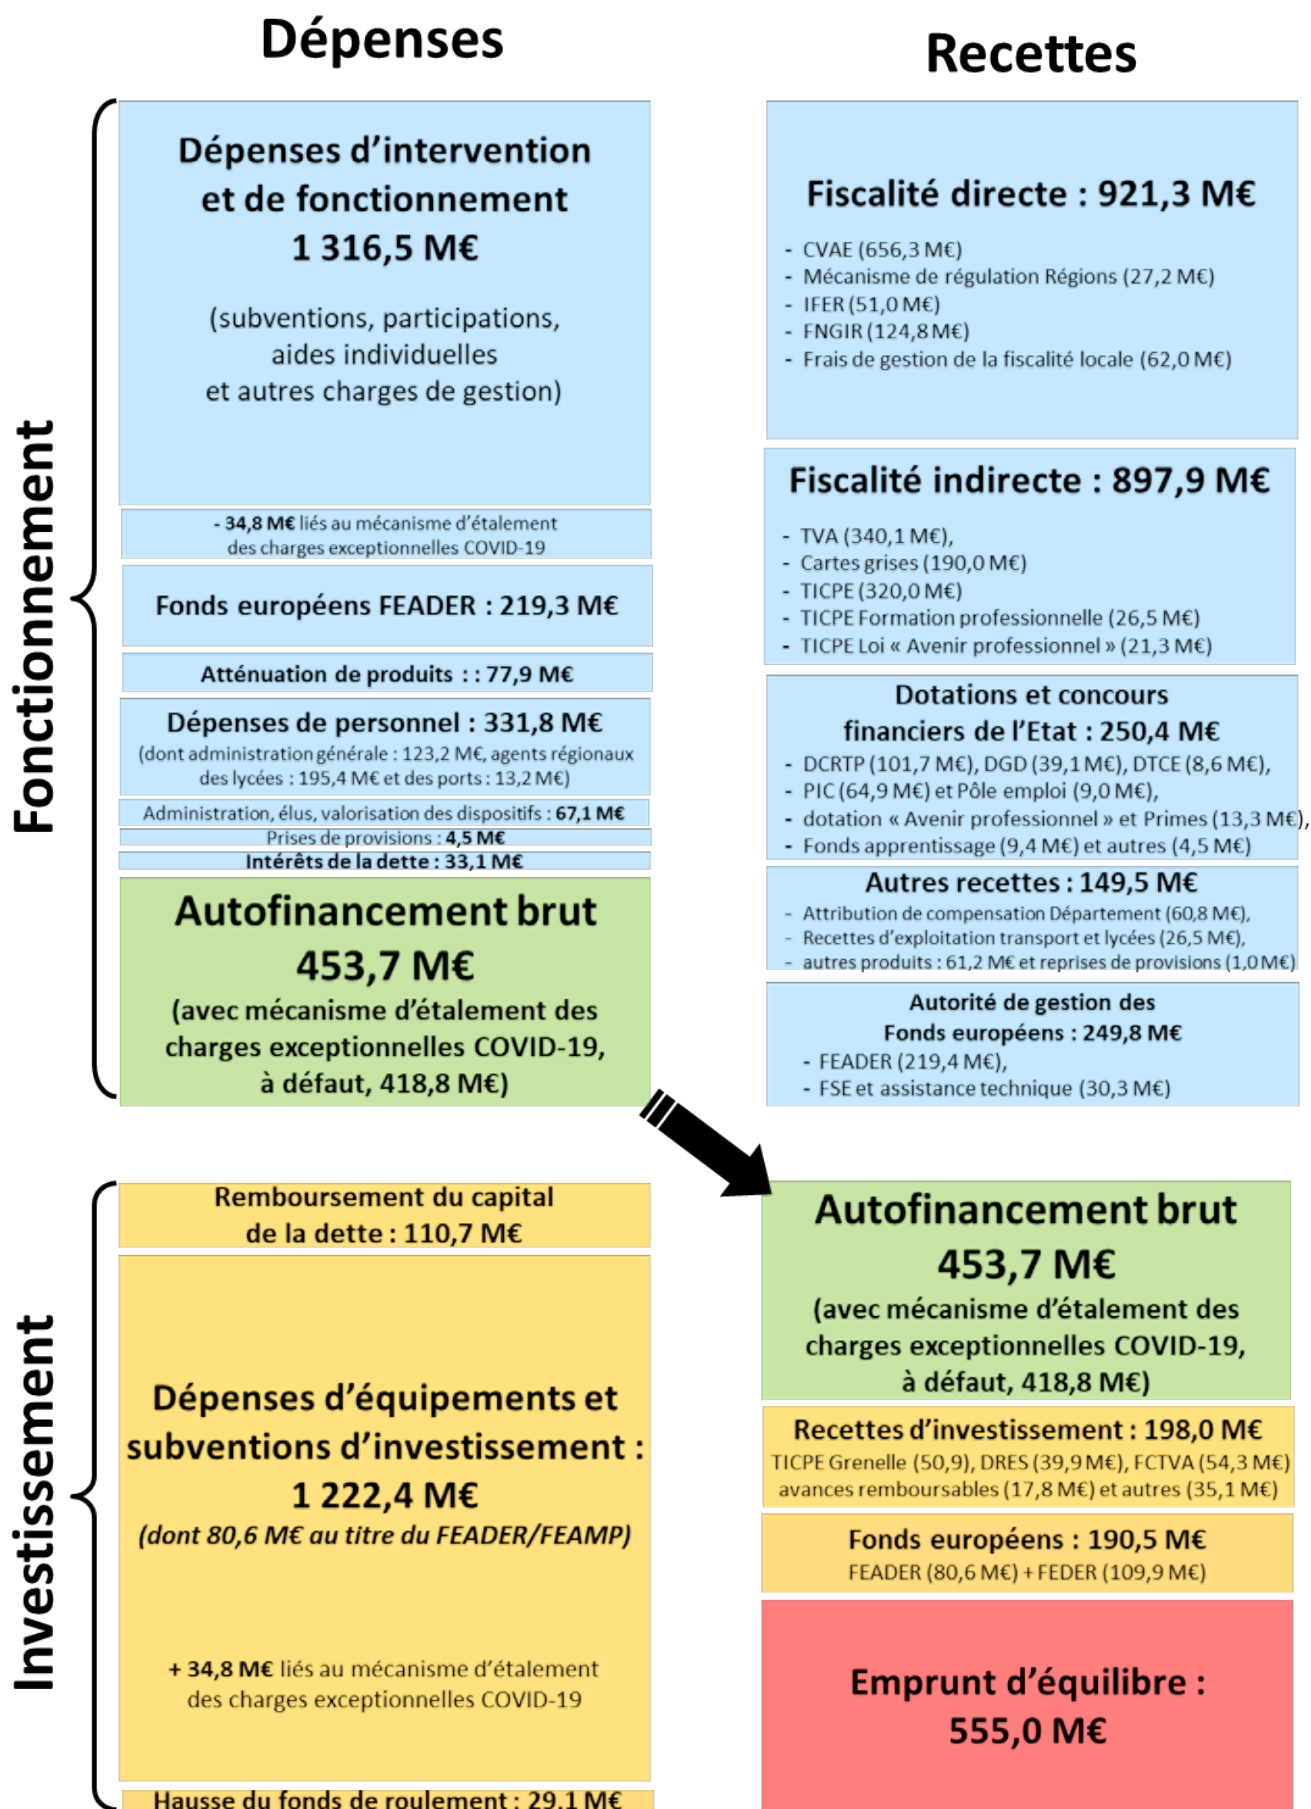 Dépenses
Recettes
Fonctionnement
Dépenses d’intervention
et de fonctionnement
1 316,5 M€
(subventions, participations,
aides individuelles
et autres charges de gestion)
- 34,8 M€ liés au mécanisme d’étalement
des charges exceptionnelles COVID-19
Fonds européens FEADER : 219,3 M€
Atténuation de produits : : 77,9 M€
Dépenses de personnel : 331,8 M€
(dont administration générale : 123,2 M€, agents régionaux
des lycées : 195,4 M€ et des ports : 13,2 M€)
Administration, élus, valorisation des dispositifs : 67,1 M€
Prises de provisions : 4,5 M€
Intérêts de la dette : 33,1 M€
Autofinancement brut
453,7 M€
(avec mécanisme d’étalement des
charges exceptionnelles COVID-19,
à défaut, 418,8 M€)
Fiscalité directe : 921,3 M€
- CVAE (656,3 M€)
- Mécanisme de régulation Régions (27,2 M€)
- IFER (51,0 M€)
- FNGIR (124,8 M€)
- Frais de gestion de la fiscalité locale (62,0 M€)
Fiscalité indirecte : 897,9 M€
- TVA (340,1 M€),
- Cartes grises (190,0 M€)
- TICPE (320,0 M€)
- TICPE Formation professionnelle (26,5 M€)
- TICPE Loi « Avenir professionnel » (21,3 M€)
Dotations et concours
financiers de l’Etat : 250,4 M€
- DCRTP (101,7 M€), DGD (39,1 M€), DTCE (8,6 M€),
- PIC (64,9 M€) et Pôle emploi (9,0 M€),
- dotation « Avenir professionnel » et Primes (13,3 M€),
- Fonds apprentissage (9,4 M€) et autres (4,5 M€)
Autres recettes : 149,5 M€
- Attribution de compensation Département (60,8 M€),
- Recettes d’exploitation transport et lycées (26,5 M€),
- autres produits : 61,2 M€ et reprises de provisions (1,0 M€)
Autorité de gestion des
Fonds européens : 249,8 M€
- FEADER (219,4 M€),
- FSE et assistance technique (30,3 M€)
Investissement
Remboursement du capital
de la dette : 110,7 M€
Dépenses d’équipements et
subventions d’investissement :
1 222,4 M€
(dont 80,6 M€ au titre du FEADER/FEAMP)
+ 34,8 M€ liés au mécanisme d’étalement
des charges exceptionnelles COVID-19
Hausse du fonds de roulement : 29,1 M€
Autofinancement brut
453,7 M€
(avec mécanisme d’étalement des
charges exceptionnelles COVID-19,
à défaut, 418,8 M€)
Recettes d’investissement : 198,0 M€
TICPE Grenelle (50,9), DRES (39,9 M€), FCTVA (54,3 M€)
avances remboursables (17,8 M€) et autres (35,1 M€)
Fonds européens : 190,5 M€
FEADER (80,6 M€) + FEDER (109,9 M€)
Emprunt d’équilibre :
555,0 M€